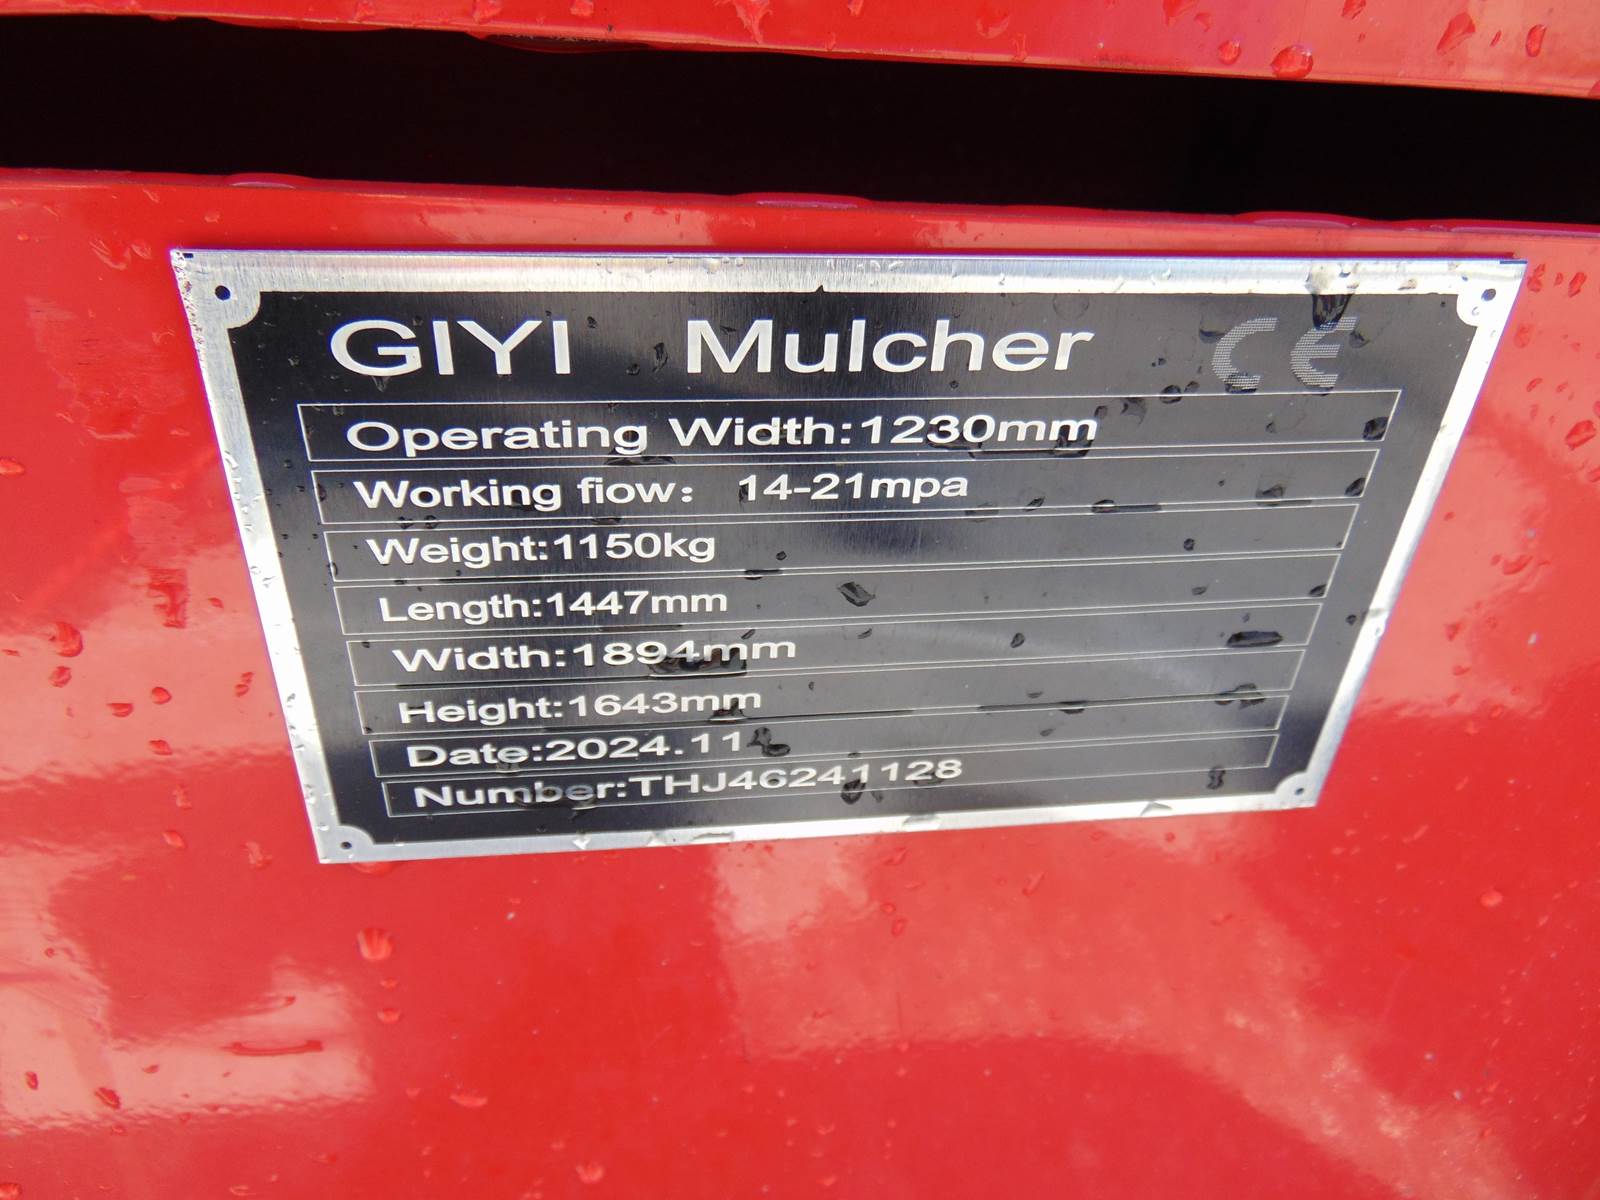 GIYI Mulcher CE
Operating Width:1230mm
Working fiow: 14-21mpa
Weight:1150kg
Length:1447mm
Width:1894mm
Height:1643mm
Date:2024.11
Number:THJ46241128